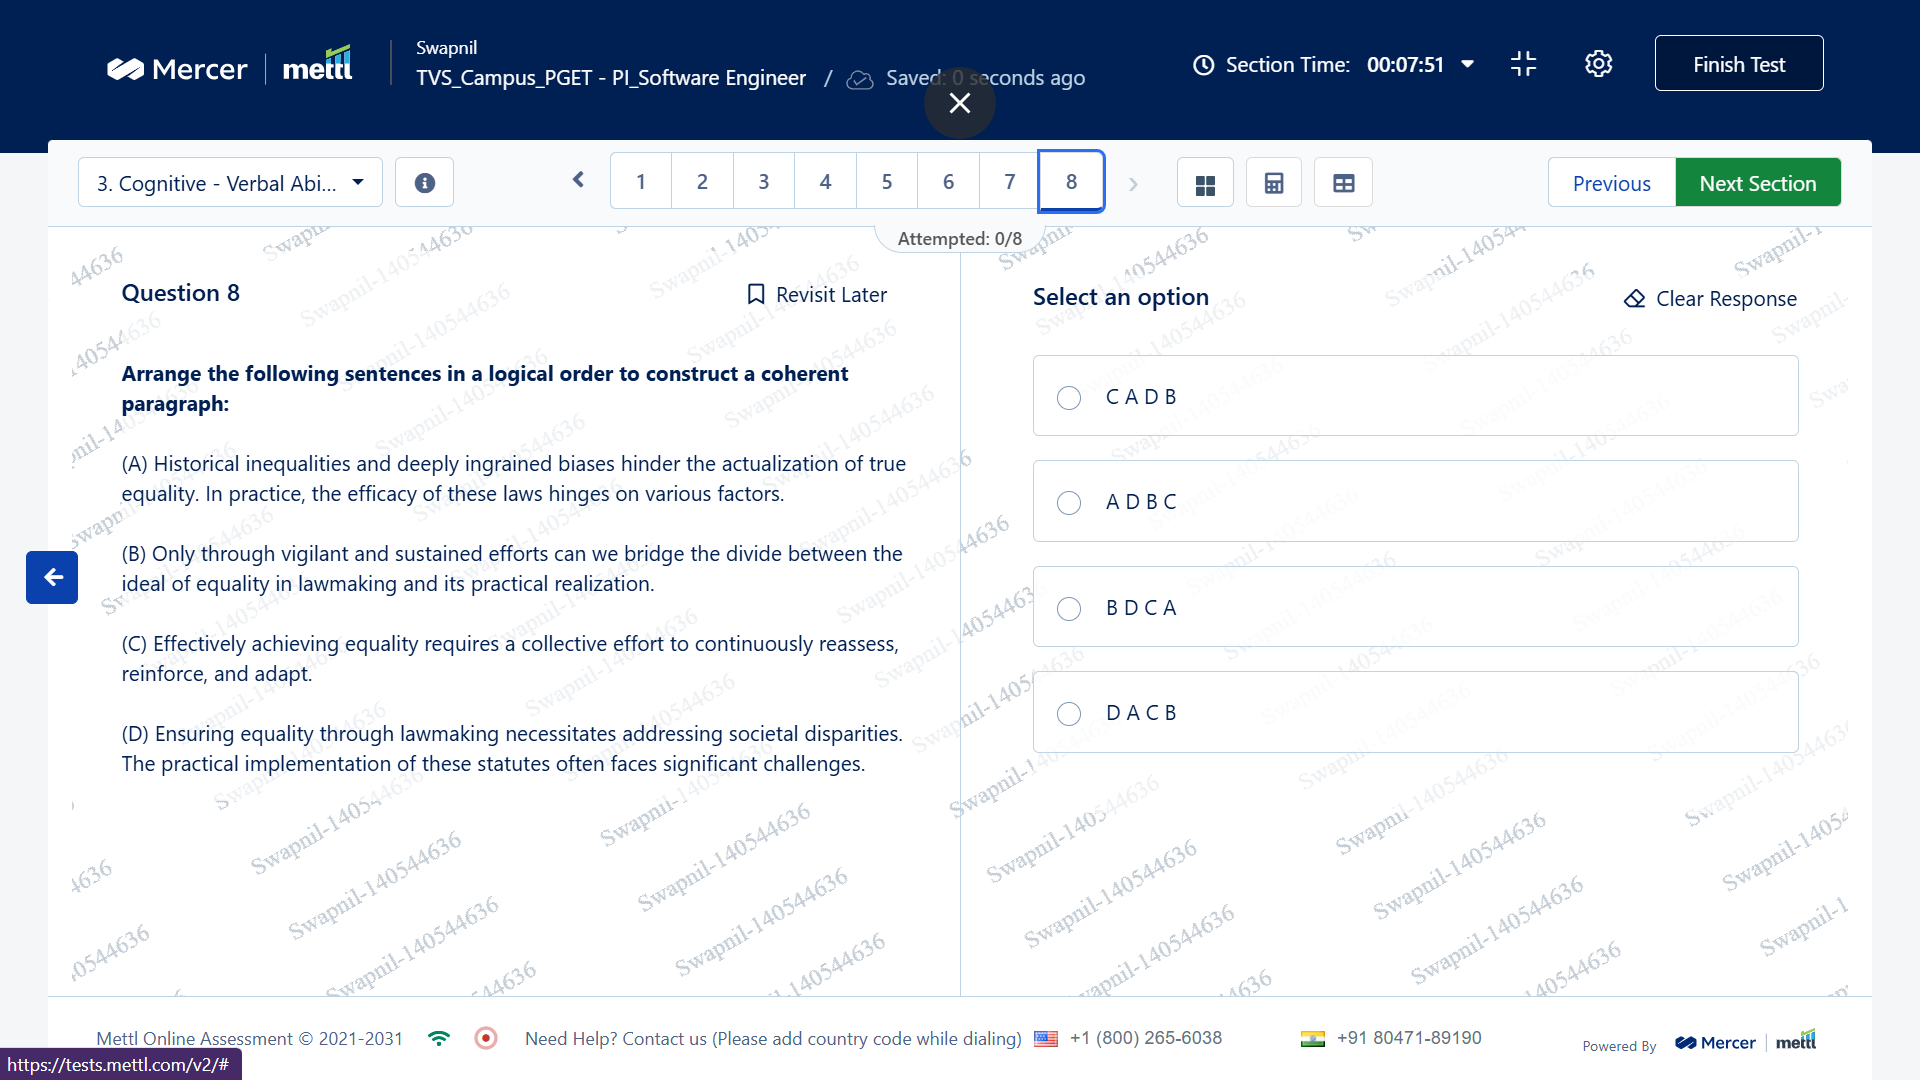 Mercer
mettl
Swapnil
TVS_Campus_PGET - PI_Software Engineer / Saved: 0 seconds ago
Section Time: 00:07:51
Finish Test
3. Cognitive - Verbal Abi...
1 2 3 4 5 6 7 8
Previous
Next Section
Attempted: 0/8
Question 8
Revisit Later
Arrange the following sentences in a logical order to construct a coherent
paragraph:
(A) Historical inequalities and deeply ingrained biases hinder the actualization of true
equality. In practice, the efficacy of these laws hinges on various factors.
(B) Only through vigilant and sustained efforts can we bridge the divide between the
ideal of equality in lawmaking and its practical realization.
(C) Effectively achieving equality requires a collective effort to continuously reassess,
reinforce, and adapt.
(D) Ensuring equality through lawmaking necessitates addressing societal disparities.
The practical implementation of these statutes often faces significant challenges.
Select an option
Clear Response
C A D B
A D B C
B D C A
D A C B
Swapnil-140544636
Mettl Online Assessment © 2021-2031
Need Help? Contact us (Please add country code while dialing)
+1 (800) 265-6038
+91 80471-89190
Powered By
Mercer
mettl
https://tests.mettl.com/v2/#